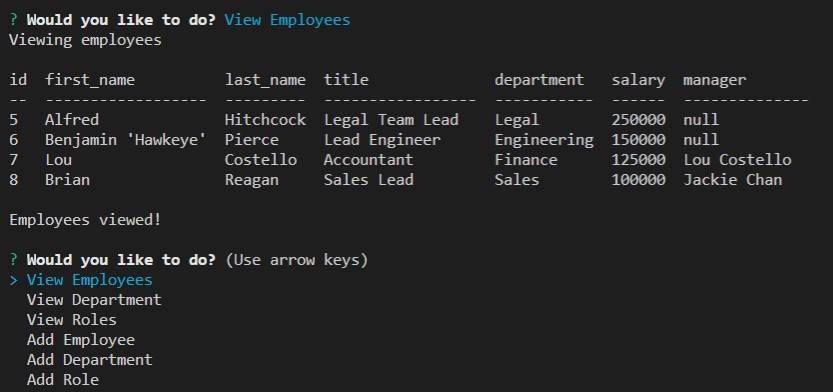 ? Would you like to do? View Employees
Viewing employees
id  first_name          last_name  title              department   salary  manager
--  ------------------  ---------  -----------------  -----------  ------  --------------
5   Alfred              Hitchcock  Legal Team Lead    Legal        250000  null
6   Benjamin 'Hawkeye'  Pierce     Lead Engineer      Engineering  150000  null
7   Lou                 Costello   Accountant         Finance      125000  Lou Costello
8   Brian               Reagan     Sales Lead         Sales        100000  Jackie Chan
Employees viewed!
? Would you like to do? (Use arrow keys)
> View Employees
  View Department
  View Roles
  Add Employee
  Add Department
  Add Role